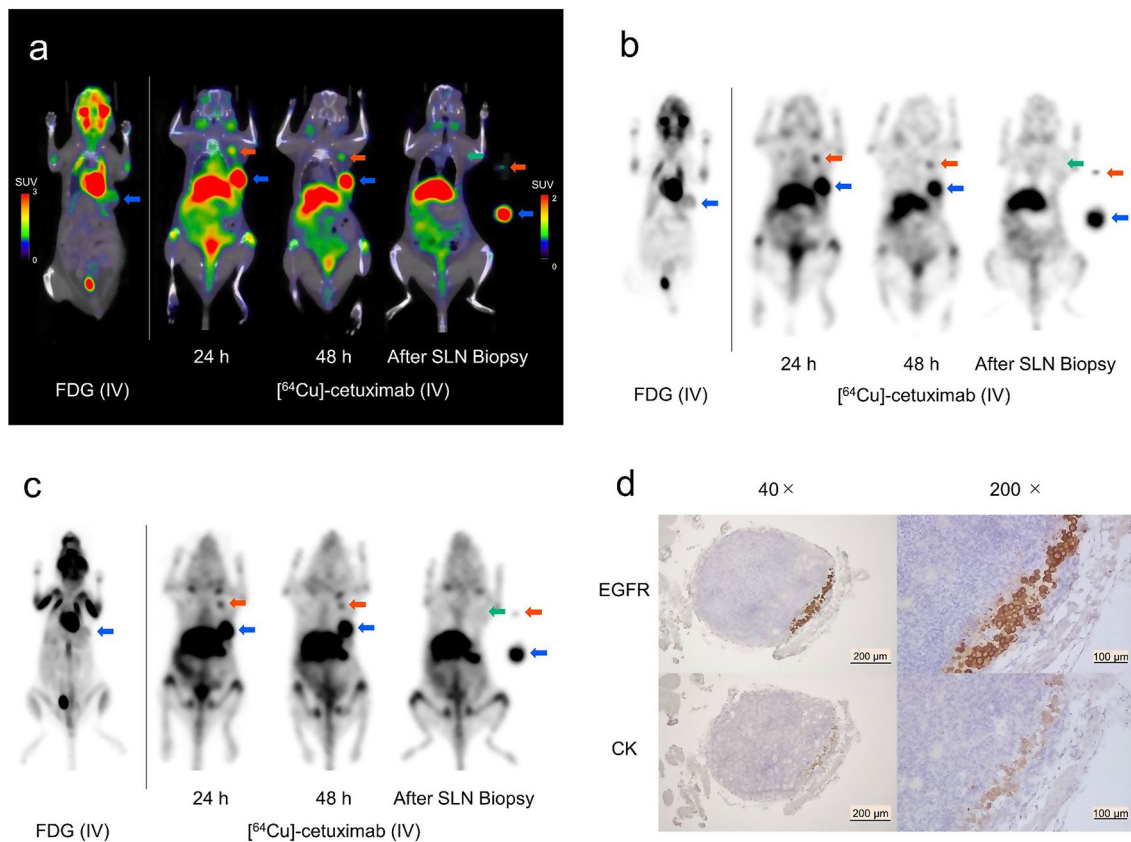 a
SUV
3
0
SUV
2
0
24 h
48 h
After SLN Biopsy
FDG (IV)
[⁶⁴Cu]-cetuximab (IV)
b
24 h
48 h
After SLN Biopsy
FDG (IV)
[⁶⁴Cu]-cetuximab (IV)
c
24 h
48 h
After SLN Biopsy
FDG (IV)
[⁶⁴Cu]-cetuximab (IV)
d
40 ×
200 ×
EGFR
200 μm
100 μm
CK
200 μm
100 μm